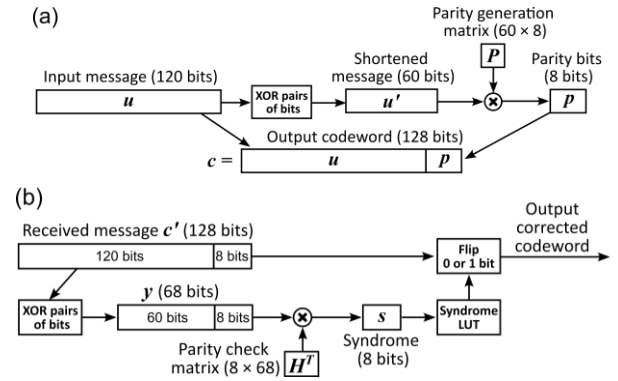 (a)
Parity generation
matrix (60 × 8)
Input message (120 bits)
Shortened
message (60 bits)
P
Parity bits
(8 bits)
u
XOR pairs
of bits
u'
p
Output codeword (128 bits)
c =
u
p
(b)
Received message c' (128 bits)
Output
corrected
codeword
120 bits
8 bits
Flip
0 or 1 bit
y (68 bits)
XOR pairs
of bits
60 bits
8 bits
s
Syndrome
LUT
Parity check
matrix (8 × 68)
H^T
Syndrome
(8 bits)